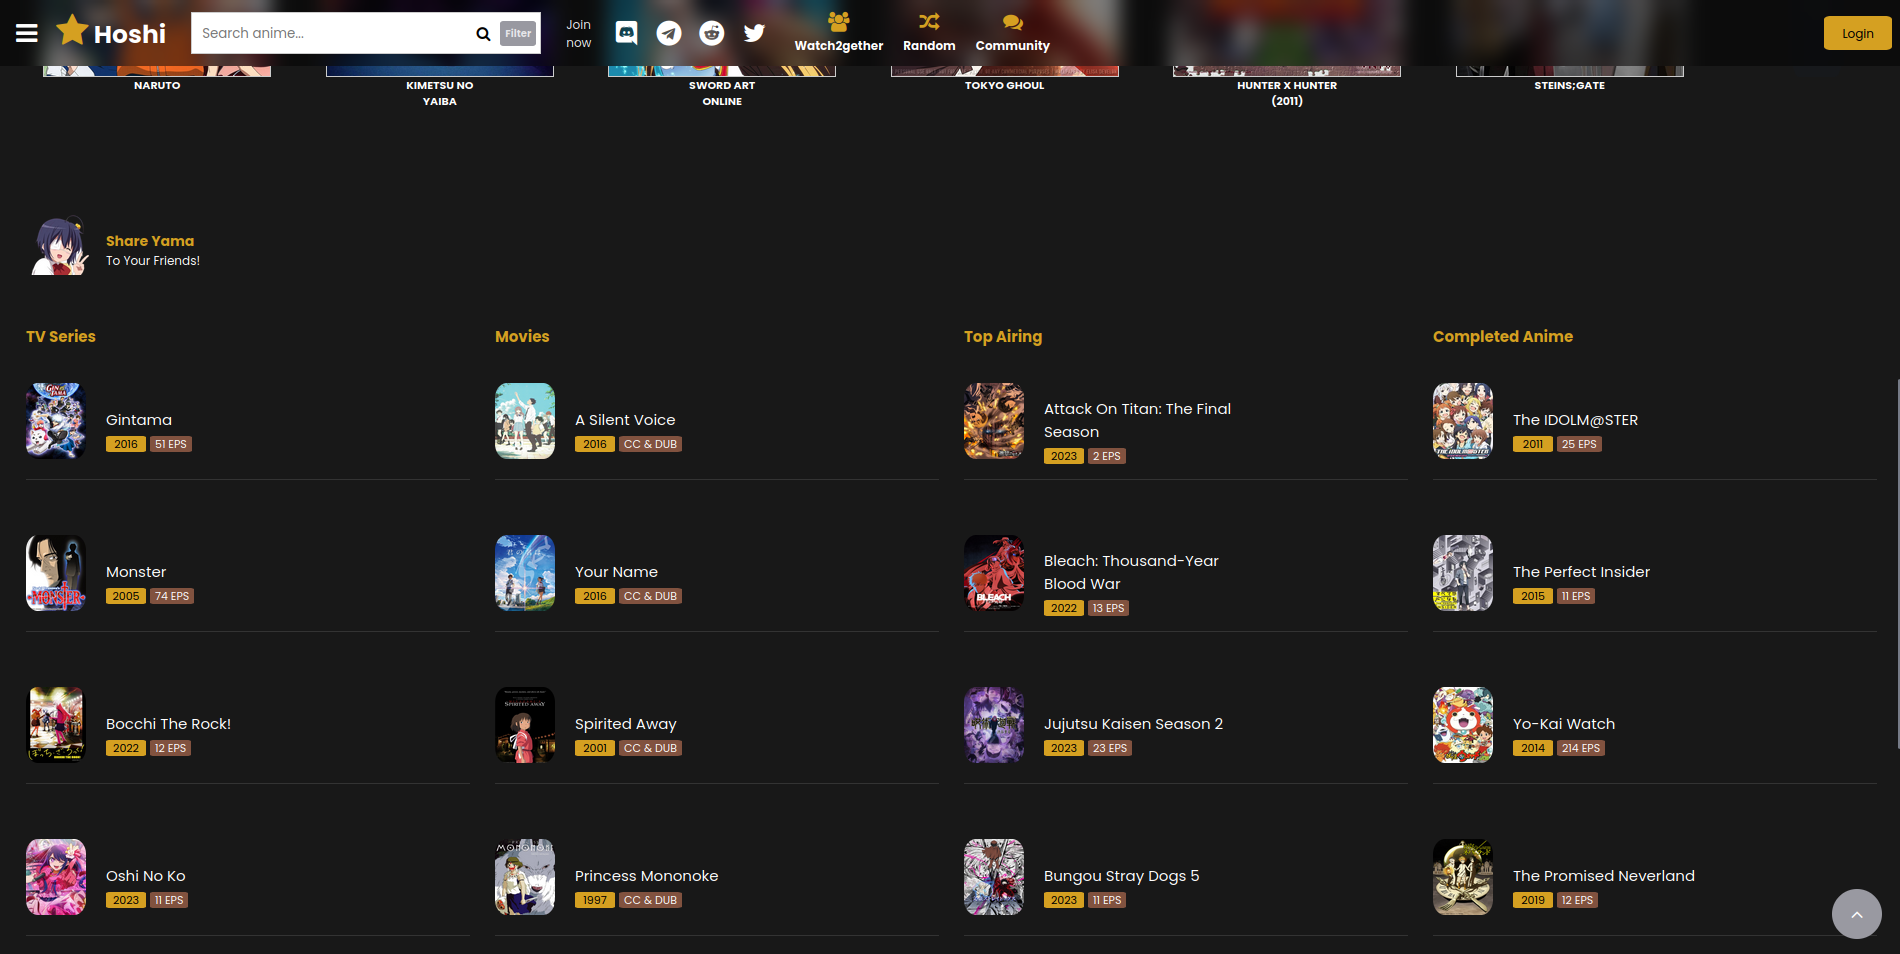 Hoshi
Search anime...
Filter
Join
now
Watch2gether
Random
Community
Login
NARUTO
KIMETSU NO
YAIBA
SWORD ART
ONLINE
TOKYO GHOUL
HUNTER X HUNTER
(2011)
STEINS;GATE
Share Yama
To Your Friends!
TV Series
Gintama
2016 51 EPS
Monster
2005 74 EPS
Bocchi The Rock!
2022 12 EPS
Oshi No Ko
2023 11 EPS
Movies
A Silent Voice
2016 CC & DUB
Your Name
2016 CC & DUB
SPIRITED AWAY
Spirited Away
2001 CC & DUB
Princess Mononoke
1997 CC & DUB
Top Airing
Attack On Titan: The Final
Season
2023 2 EPS
BLEACH
Bleach: Thousand-Year
Blood War
2022 13 EPS
Jujutsu Kaisen Season 2
2023 23 EPS
Bungou Stray Dogs 5
2023 11 EPS
Completed Anime
THE IDOLM@STER
The IDOLM@STER
2011 25 EPS
The Perfect Insider
2015 11 EPS
Yo-Kai Watch
2014 214 EPS
The Promised Neverland
2019 12 EPS